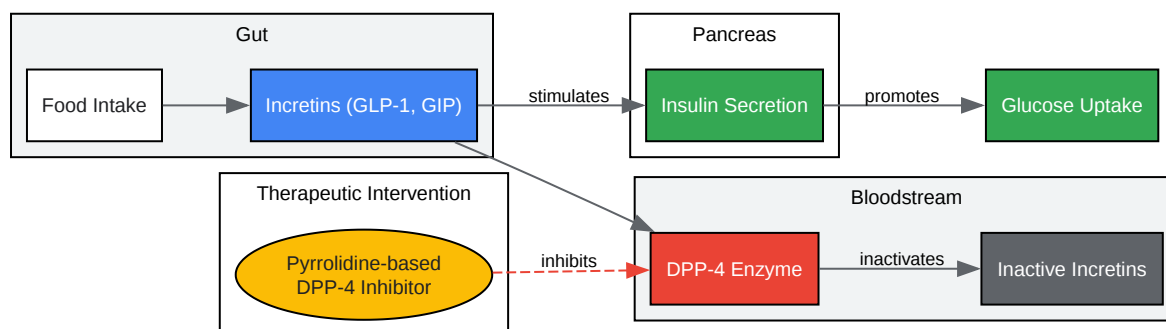 Gut
Pancreas
Food Intake
Incretins (GLP-1, GIP)
stimulates
Insulin Secretion
promotes
Glucose Uptake
Therapeutic Intervention
Bloodstream
Pyrrolidine-based
DPP-4 Inhibitor
inhibits
DPP-4 Enzyme
inactivates
Inactive Incretins